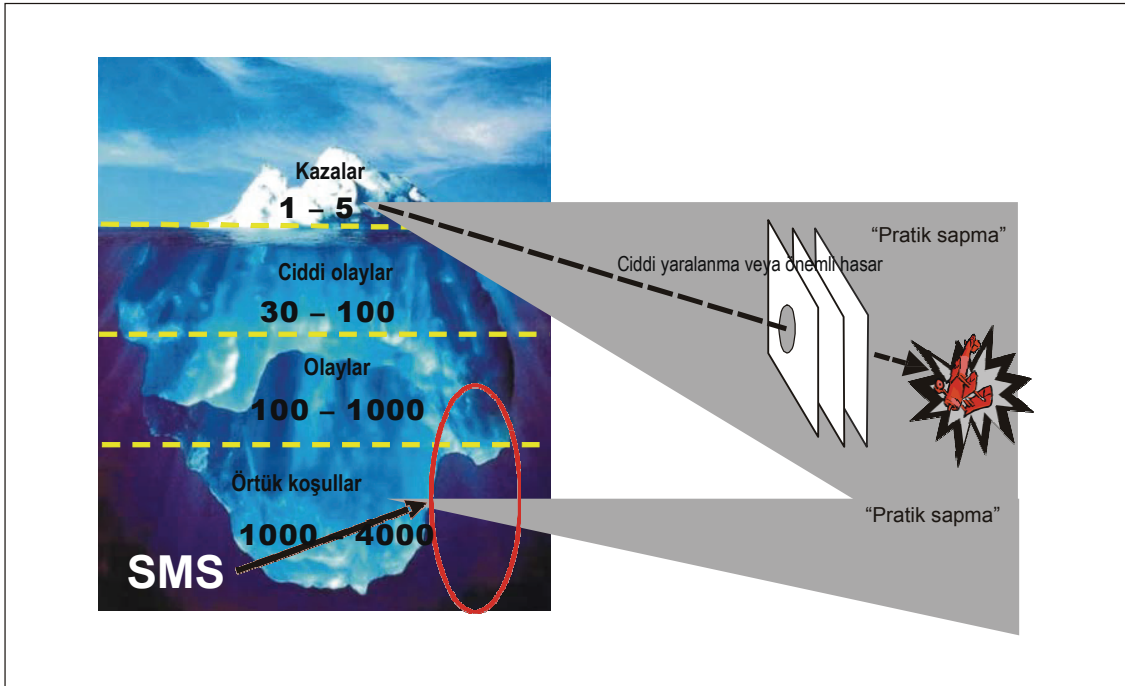 Kazalar
1 – 5
Ciddi olaylar
30 – 100
Olaylar
100 – 1000
Örtük koşullar
1000 – 4000
SMS
“Pratik sapma”
Ciddi yaralanma veya önemli hasar
“Pratik sapma”